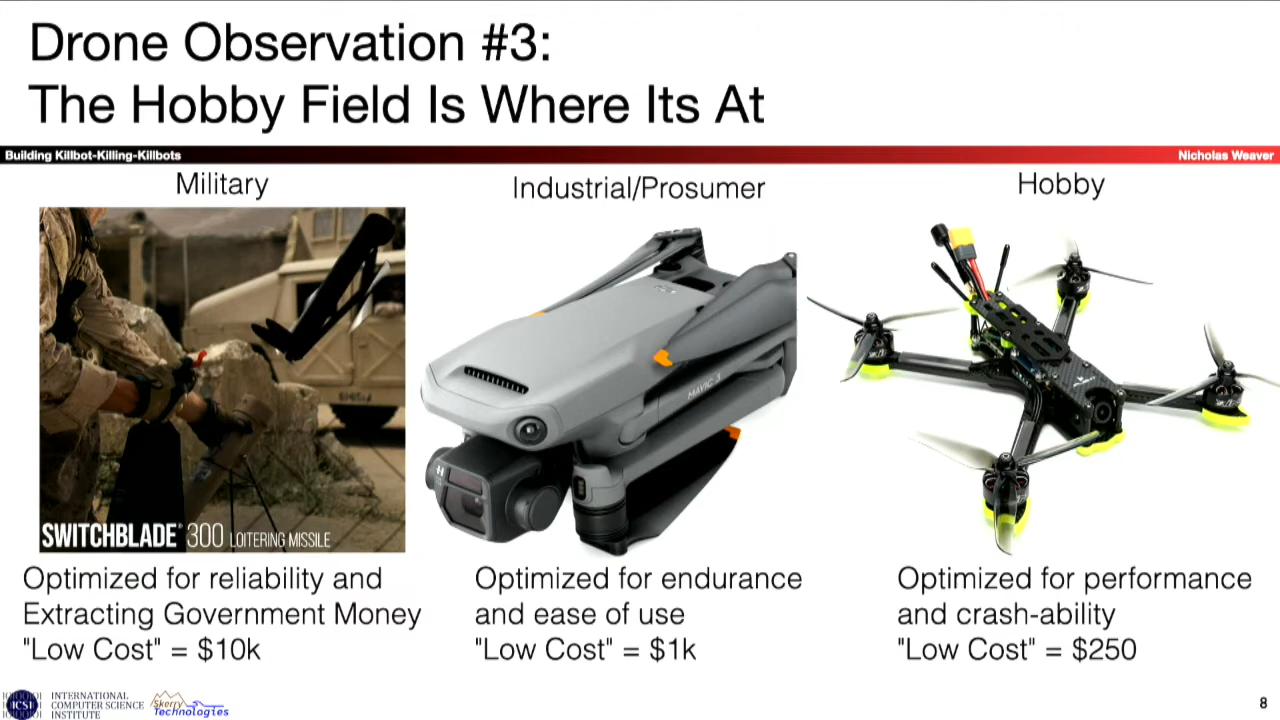 Drone Observation #3:
The Hobby Field Is Where Its At
Building Killbot-Killing-Killbots
Nicholas Weaver
Military
Industrial/Prosumer
Hobby
MAVIC 3
SWITCHBLADE® 300 LOITERING MISSILE
Optimized for reliability and
Extracting Government Money
"Low Cost" = $10k
Optimized for endurance
and ease of use
"Low Cost" = $1k
Optimized for performance
and crash-ability
"Low Cost" = $250
ICSI
INTERNATIONAL
COMPUTER SCIENCE
INSTITUTE
Skerry
Technologies
8